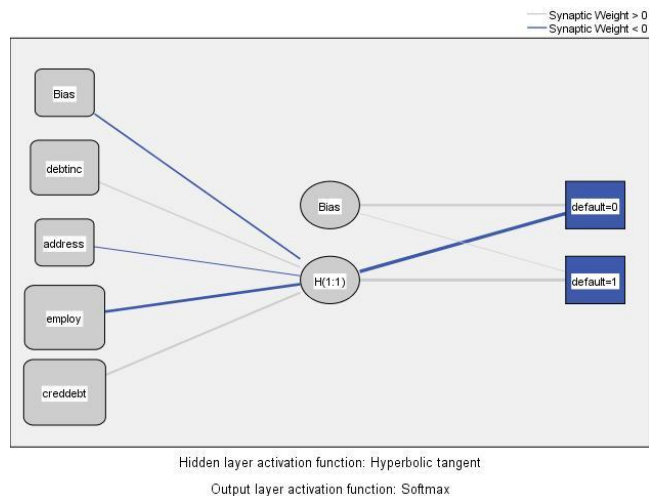 Synaptic Weight > 0
Synaptic Weight < 0
Bias
debtinc
address
employ
creddebt
Bias
H(1:1)
default=0
default=1
Hidden layer activation function: Hyperbolic tangent
Output layer activation function: Softmax